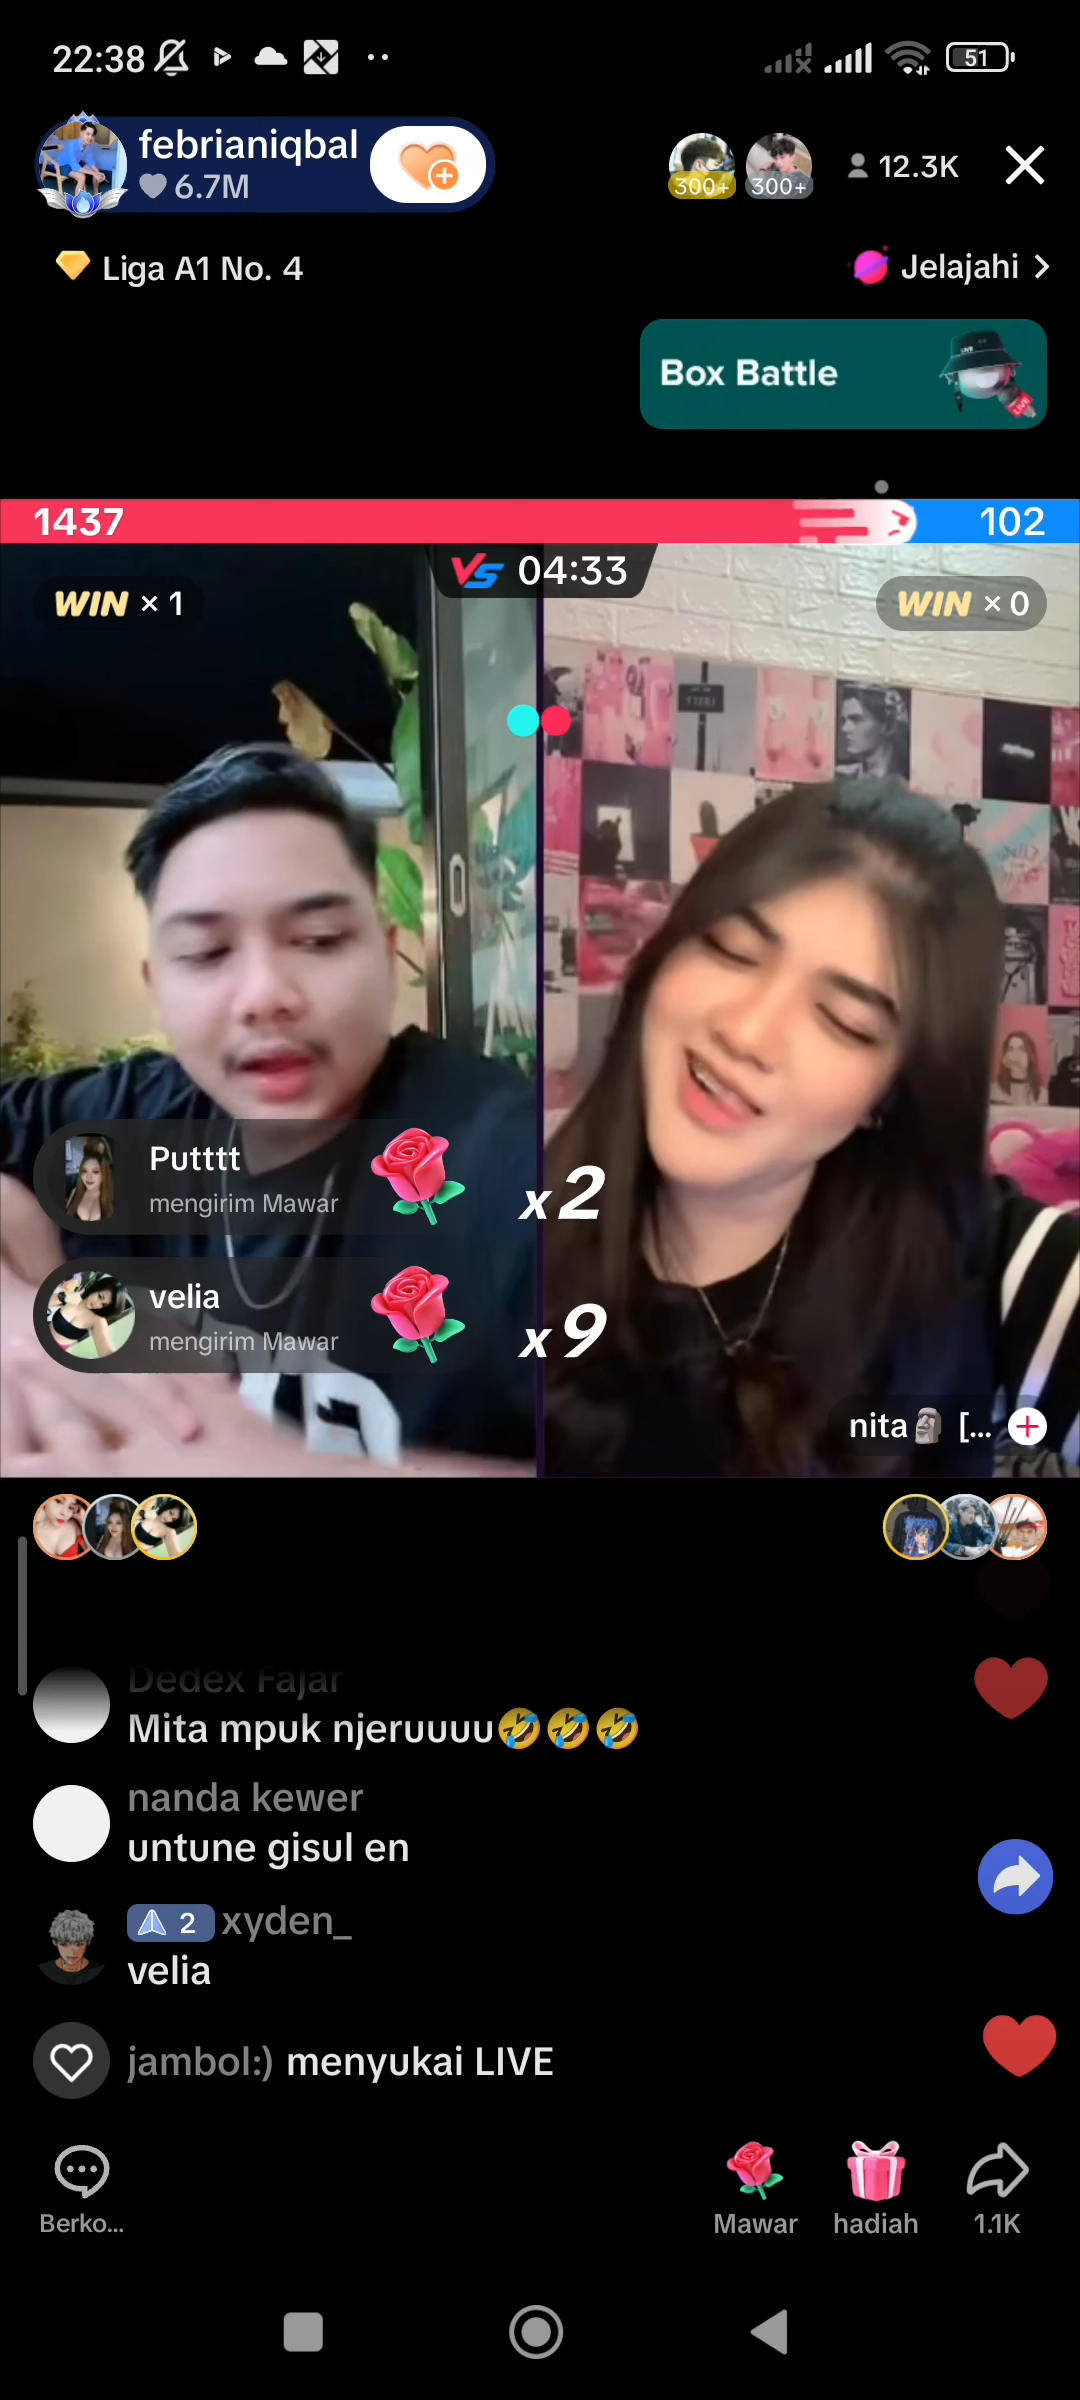 22:38
51
febrianiqbal
6.7M
300+
300+
12.3K
Liga A1 No. 4
Jelajahi
Box Battle
LIVE
1437
102
VS 04:33
WIN × 1
WIN × 0
Putttt
mengirim Mawar
x2
velia
mengirim Mawar
x9
nita🗿 [...
Dedex Fajar
Mita mpuk njeruuuu🤣🤣🤣
nanda kewer
untune gisul en
2 xyden_
velia
jambol:) menyukai LIVE
Berko...
Mawar
hadiah
1.1K